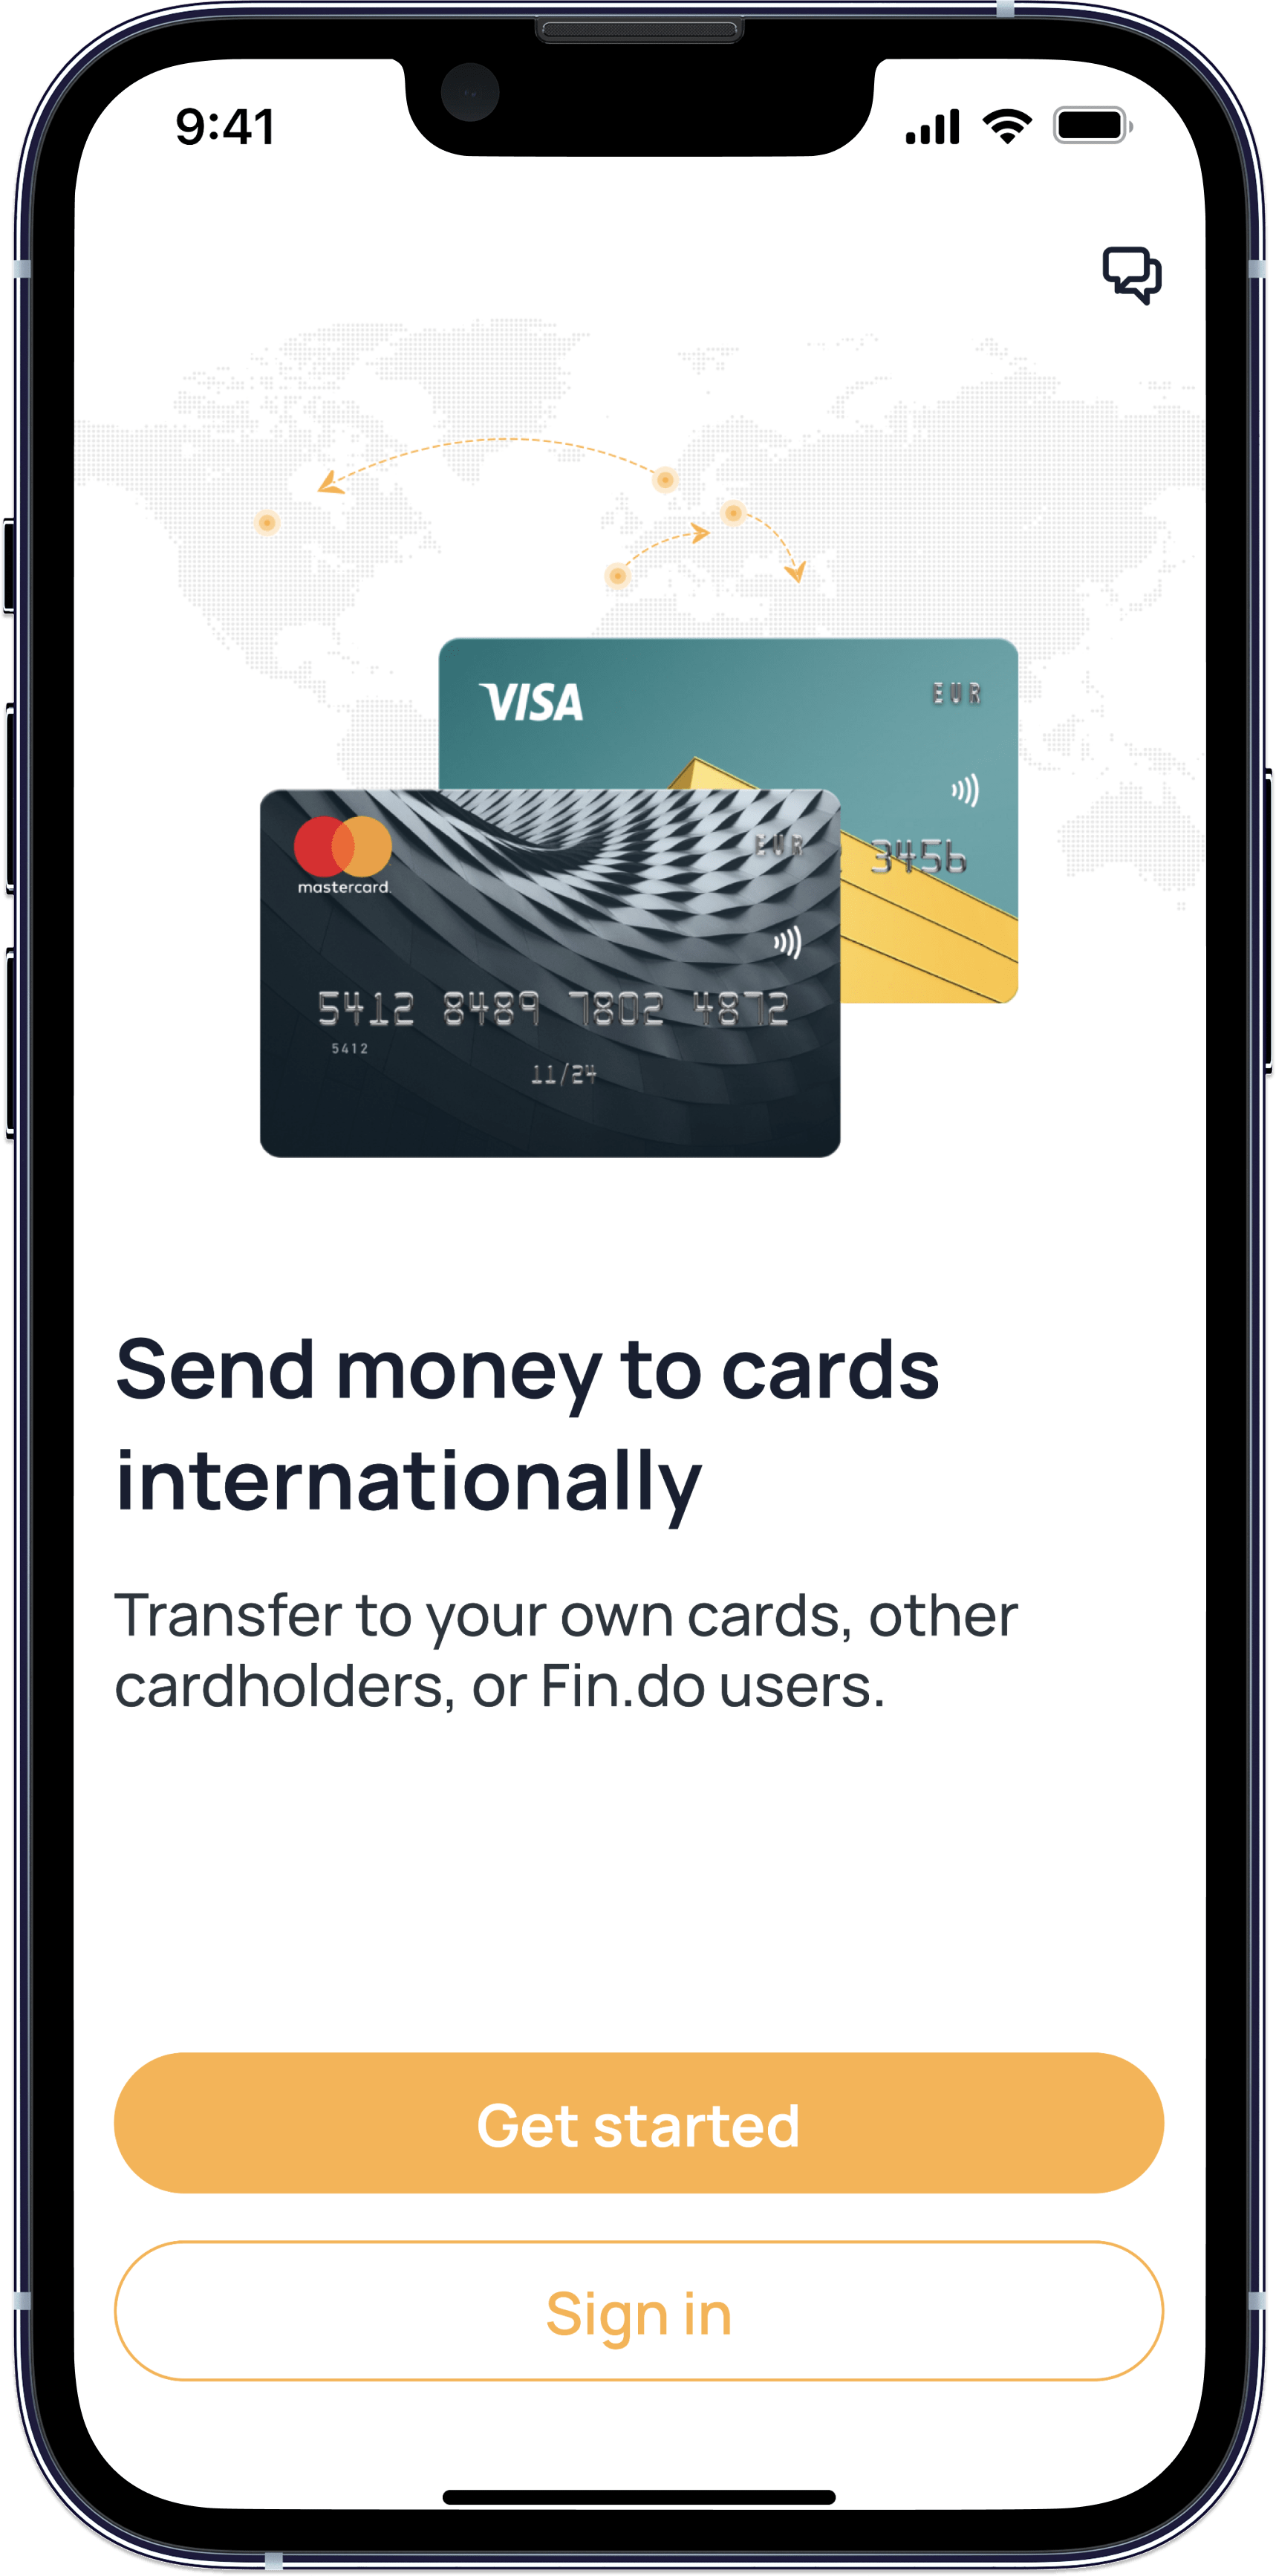 9:41
VISA
EUR
mastercard.
EUR
3456
5412 8489 7802 4872
5412
11/24
Send money to cards
internationally
Transfer to your own cards, other
cardholders, or Fin.do users.
Get started
Sign in